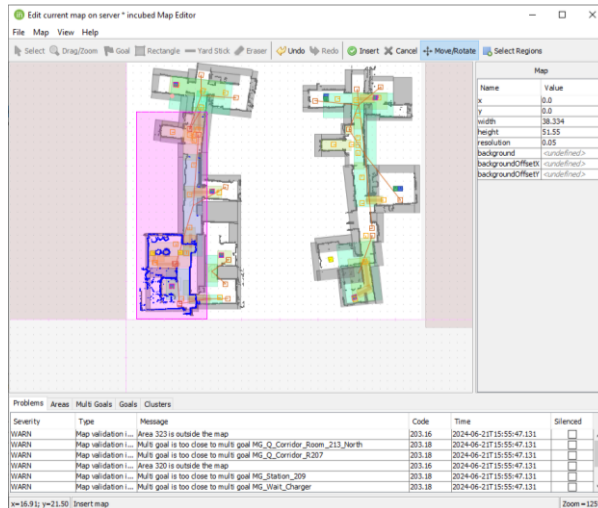 Edit current map on server * incubed Map Editor
File Map View Help
Select Drag/Zoom Goal Rectangle Yard Stick Eraser Undo Redo Insert Cancel Move/Rotate Select Regions
Map
Name Value
x 0.0
y 0.0
width 38.334
height 51.55
resolution 0.05
background <undefined>
backgroundOffsetX <undefined>
backgroundOffsetY <undefined>
Problems Areas Multi Goals Goals Clusters
Severity Type Message Code Time Silenced
WARN Map validation i... Area 323 is outside the map 203.16 2024-06-21T15:55:47.131
WARN Map validation i... Multi goal is too close to multi goal MG_Q_Corridor_Room_213_North 203.18 2024-06-21T15:55:47.131
WARN Map validation i... Multi goal is too close to multi goal MG_Q_Corridor_R207 203.18 2024-06-21T15:55:47.131
WARN Map validation i... Area 320 is outside the map 203.16 2024-06-21T15:55:47.131
WARN Map validation i... Multi goal is too close to multi goal MG_Station_209 203.18 2024-06-21T15:55:47.131
WARN Map validation i... Multi goal is too close to multi goal MG_Wait_Charger 203.18 2024-06-21T15:55:47.131
x=16.91; y=21.50 Insert map Zoom=125